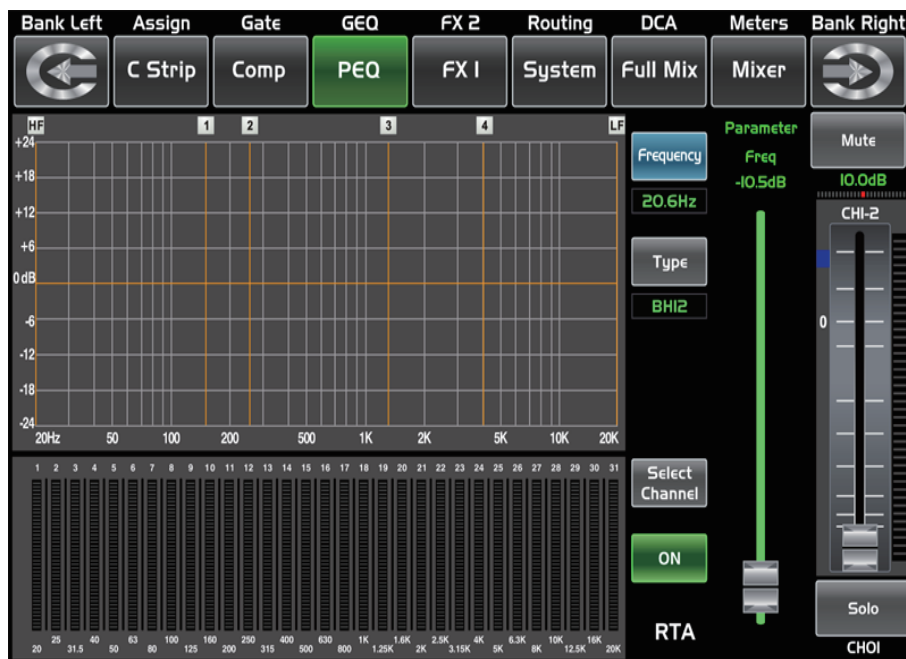 Bank Left Assign Gate GEQ FX 2 Routing DCA Meters Bank Right
C Strip Comp PEQ FX 1 System Full Mix Mixer
HF 1 2 3 4 LF
+24
+18
+12
+6
0 dB
-6
-12
-18
-24
20Hz 50 100 200 500 1K 2K 5K 10K 20K
Frequency
20.6Hz
Type
BH12
Parameter
Freq
-10.5dB
Mute
10.0dB
CH1-2
0
1 2 3 4 5 6 7 8 9 10 11 12 13 14 15 16 17 18 19 20 21 22 23 24 25 26 27 28 29 30 31
25 40 63 100 160 250 400 630 1K 1.6K 2.5K 4K 6.3K 10K 16K
20 31.5 50 80 125 200 315 500 800 1.25K 2K 3.15K 5K 8K 12.5K 20K
Select
Channel
ON
RTA
Solo
CH01